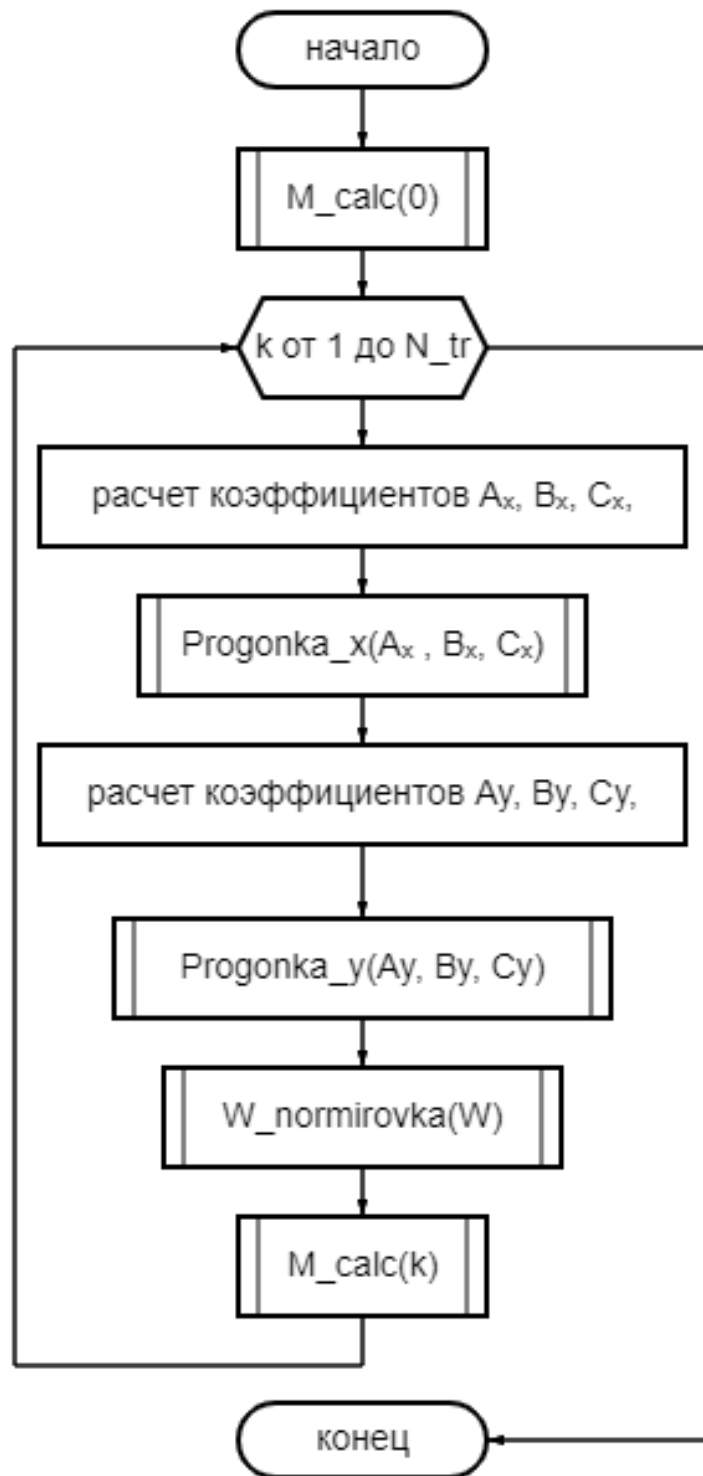 начало
M_calc(0)
k от 1 до N_tr
расчет коэффициентов Aₓ, Bₓ, Cₓ,
Progonka_x(Aₓ , Bₓ, Cₓ)
расчет коэффициентов Ay, By, Cy,
Progonka_y(Ay, By, Cy)
W_normirovka(W)
M_calc(k)
конец